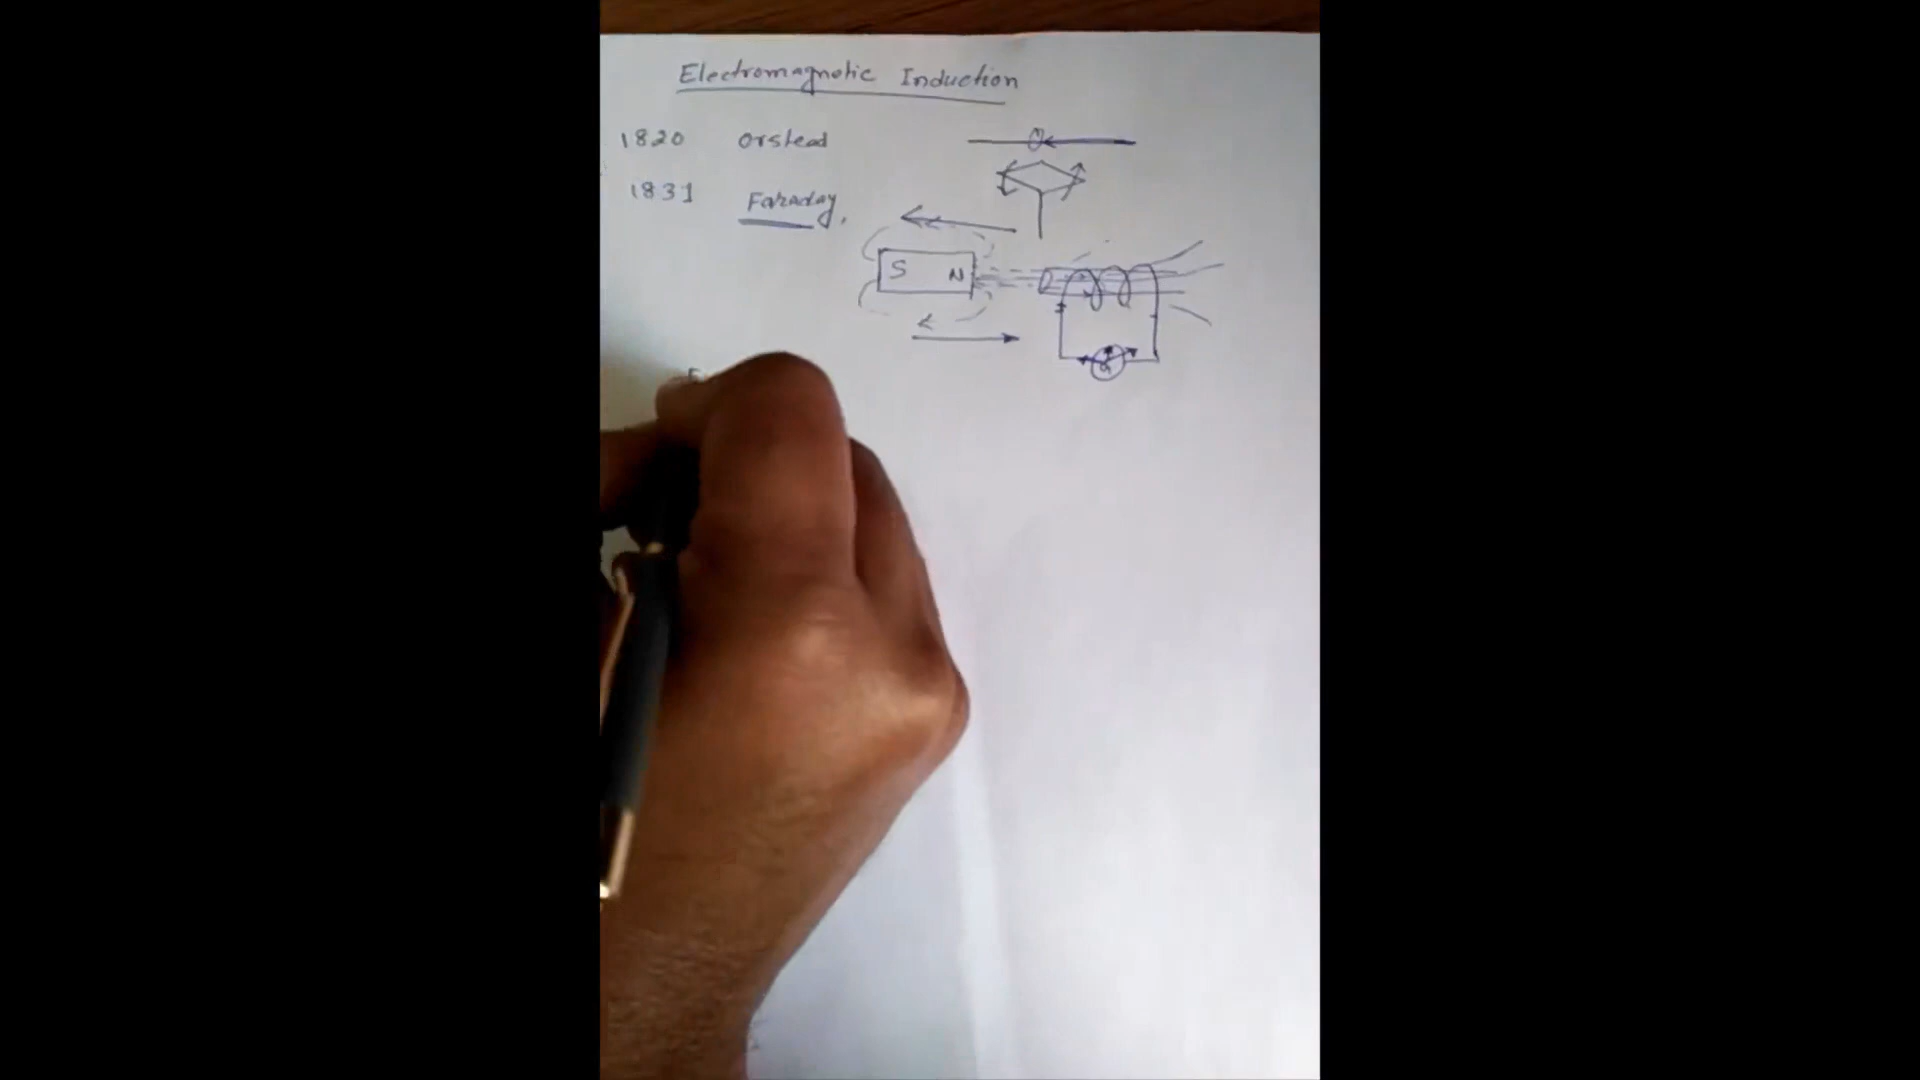 Electromagnetic Induction
1820 Orstead
1831 Faraday.
S N
G